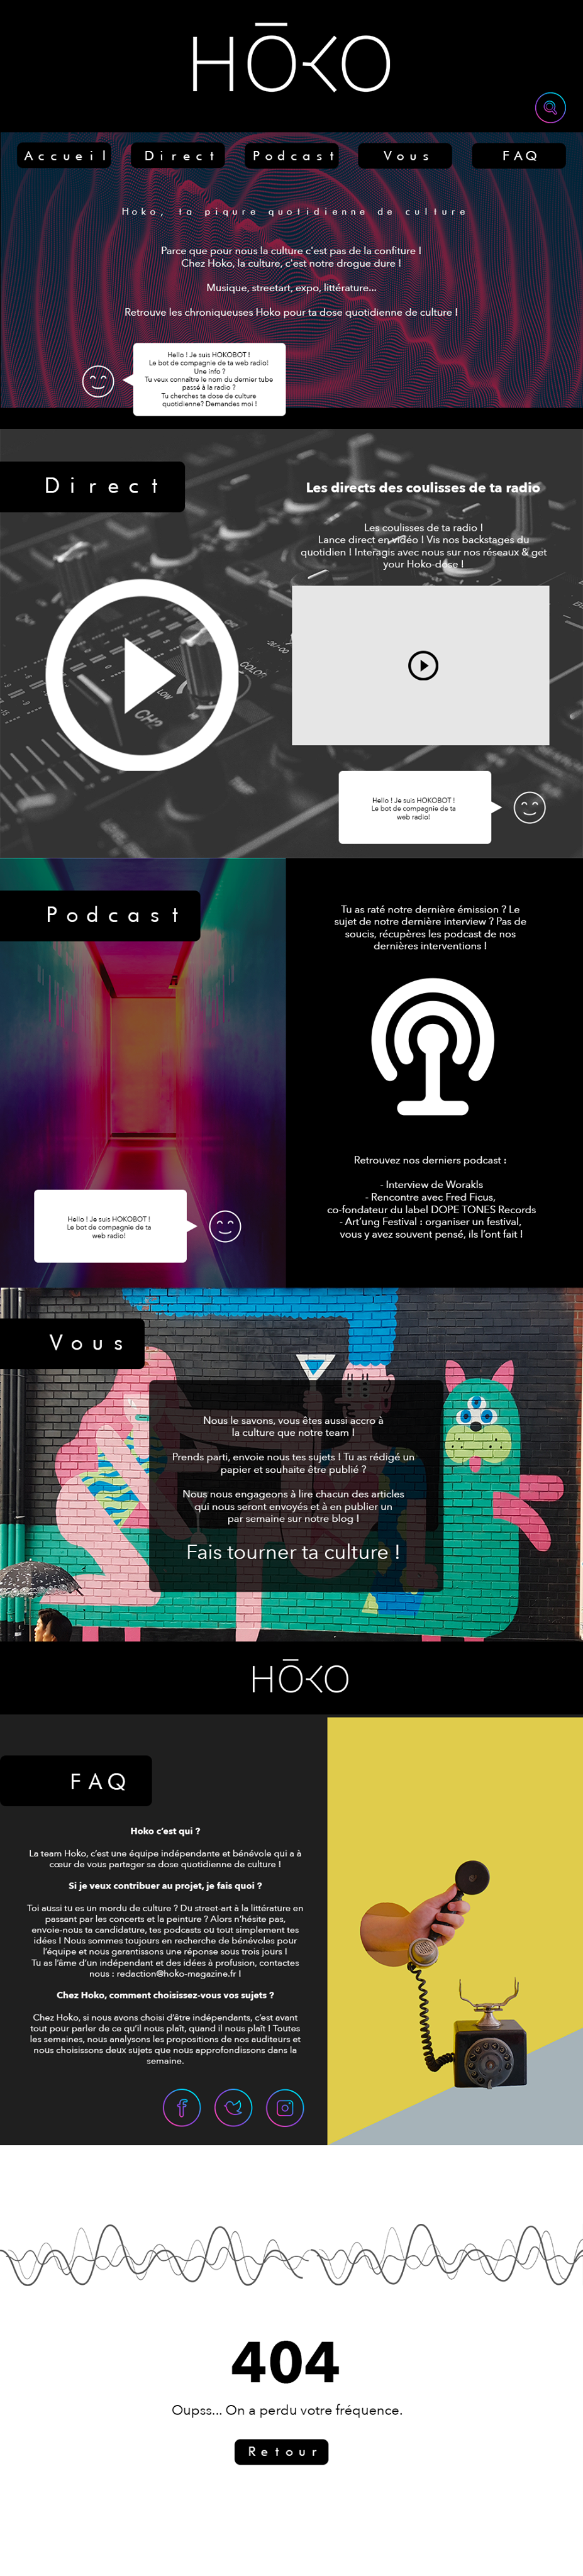 HŌKO
Accueil
Direct
Podcast
Vous
FAQ
Hoko, ta piqure quotidienne de culture
Parce que pour nous la culture c'est pas de la confiture !
Chez Hoko, la culture, c'est notre drogue dure !
Musique, streetart, expo, littérature...
Retrouve les chroniqueuses Hoko pour ta dose quotidienne de culture !
Hello ! Je suis HOKOBOT !
Le bot de compagnie de ta web radio!
Une info ?
Tu veux connaître le nom du dernier tube
passé à la radio ?
Tu cherches ta dose de culture
quotidienne? Demandes moi !
Direct
Les directs des coulisses de ta radio
Les coulisses de ta radio !
Lance direct en vidéo ! Vis nos backstages du
quotidien ! Interagis avec nous sur nos réseaux & get
your Hoko-dose !
COLOR
CH2
Hello ! Je suis HOKOBOT !
Le bot de compagnie de ta
web radio!
Podcast
Tu as raté notre dernière émission ? Le
sujet de notre dernière interview ? Pas de
soucis, récupères les podcast de nos
dernières interventions !
Retrouvez nos derniers podcast :
- Interview de Worakls
- Rencontre avec Fred Ficus,
co-fondateur du label DOPE TONES Records
- Art'ung Festival : organiser un festival,
vous y avez souvent pensé, ils l'ont fait !
Hello ! Je suis HOKOBOT !
Le bot de compagnie de ta
web radio!
Vous
Nous le savons, vous êtes aussi accro à
la culture que notre team !
Prends parti, envoie nous tes sujets ! Tu as rédigé un
papier et souhaite être publié ?
Nous nous engageons à lire chacun des articles
qui nous seront envoyés et à en publier un
par semaine sur notre blog !
Fais tourner ta culture !
HŌKO
FAQ
Hoko c'est qui ?
La team Hoko, c'est une équipe indépendante et bénévole qui a à
cœur de vous partager sa dose quotidienne de culture !
Si je veux contribuer au projet, je fais quoi ?
Toi aussi tu es un mordu de culture ? Du street-art à la littérature en
passant par les concerts et la peinture ? Alors n'hésite pas,
envoie-nous ta candidature, tes podcasts ou tout simplement tes
idées ! Nous sommes toujours en recherche de bénévoles pour
l'équipe et nous garantissons une réponse sous trois jours !
Tu as l'âme d'un indépendant et des idées à profusion, contactes
nous : redaction@hoko-magazine.fr !
Chez Hoko, comment choisissez-vous vos sujets ?
Chez Hoko, si nous avons choisi d'être indépendants, c'est avant
tout pour parler de ce qu'il nous plaît, quand il nous plaît ! Toutes
les semaines, nous analysons les propositions de nos auditeurs et
nous choisissons deux sujets que nous approfondissons dans la
semaine.
404
Oupss... On a perdu votre fréquence.
Retour